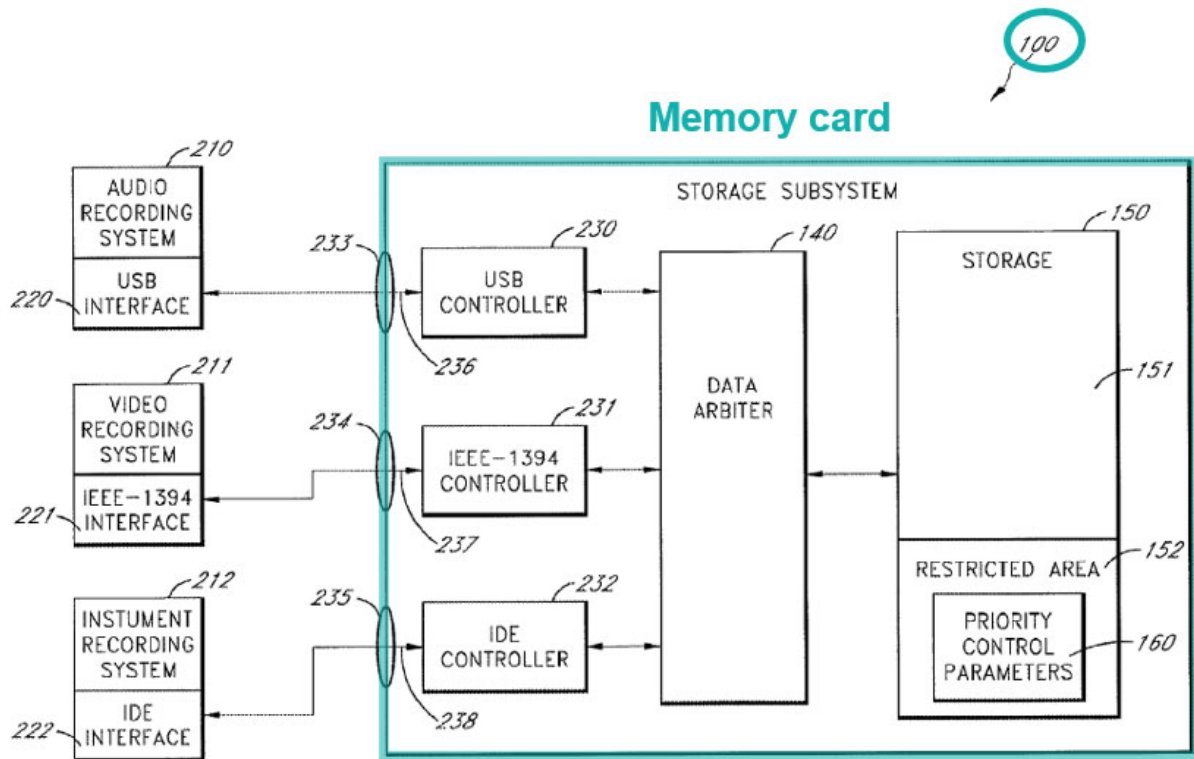 100
Memory card
STORAGE SUBSYSTEM
210
AUDIO
RECORDING
SYSTEM
USB
INTERFACE
220
233
236
230
USB
CONTROLLER
140
DATA
ARBITER
150
STORAGE
151
211
VIDEO
RECORDING
SYSTEM
IEEE-1394
INTERFACE
221
234
237
231
IEEE-1394
CONTROLLER
152
RESTRICTED AREA
PRIORITY
CONTROL
PARAMETERS
160
212
INSTUMENT
RECORDING
SYSTEM
IDE
INTERFACE
222
235
238
232
IDE
CONTROLLER